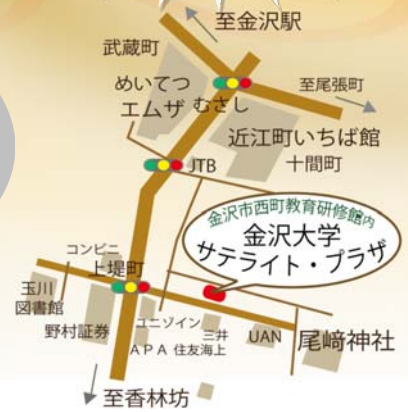 至金沢駅
武蔵町
めいてつ
エムザ
むさし
至尾張町
近江町いちば館
十間町
JTB
金沢市西町教育研修館内
金沢大学
サテライト・プラザ
コンビニ
上堤町
玉川
図書館
野村証券
ユニゾイン
APA
三井
住友海上
UAN
尾﨑神社
至香林坊